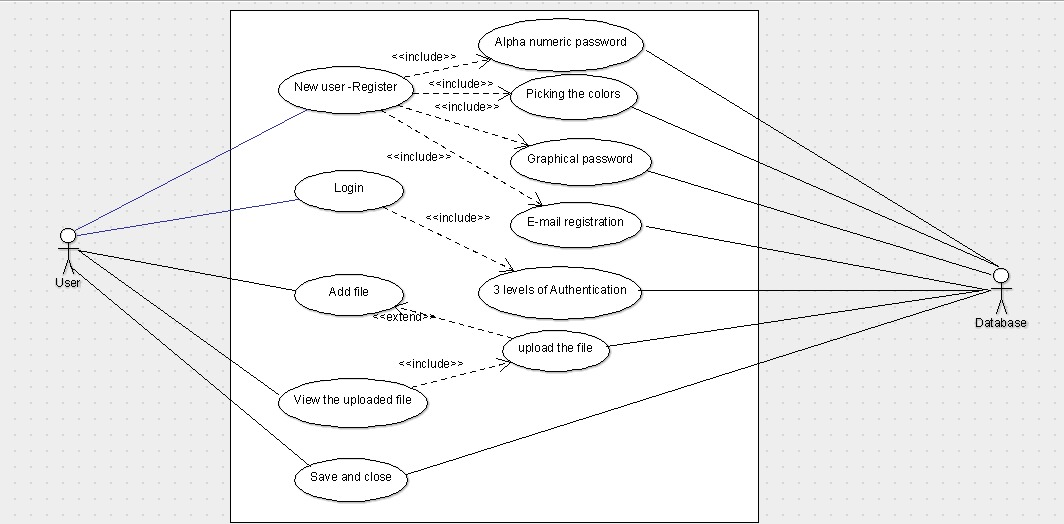 Alpha numeric password
<<include>>
New user -Register
<<include>>
Picking the colors
<<include>>
<<include>>
Graphical password
Login
<<include>>
E-mail registration
User
Add file
3 levels of Authentication
<<extend>>
Database
upload the file
<<include>>
View the uploaded file
Save and close